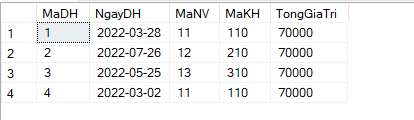 MaDH NgayDH MaNV MaKH TongGiaTri
1 1 2022-03-28 11 110 70000
2 2 2022-07-26 12 210 70000
3 3 2022-05-25 13 310 70000
4 4 2022-03-02 11 110 70000